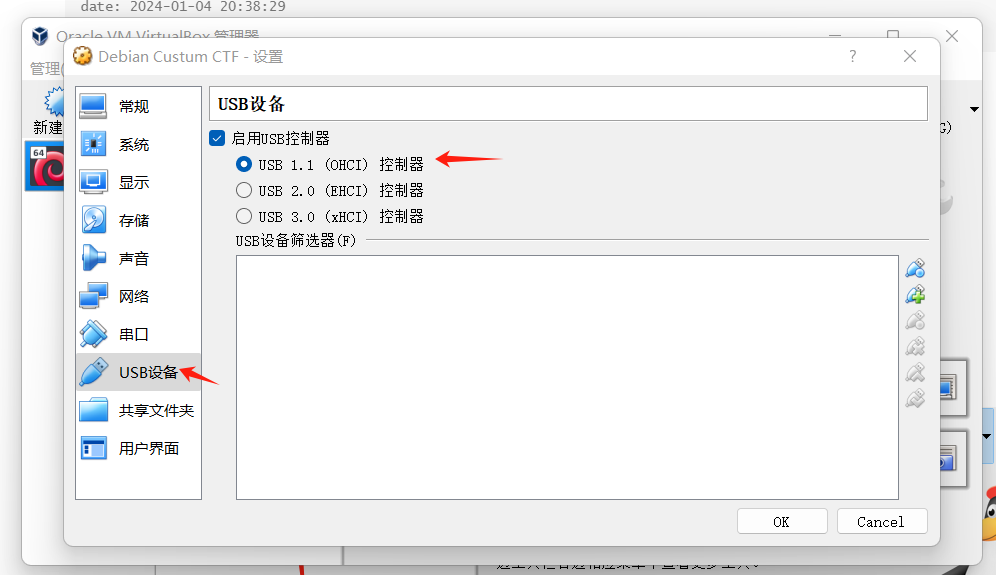 date: 2024-01-04 20:38:29
Oracle VM VirtualBox 管理器
管理(
Debian Custum CTF - 设置
?
新建
64
G)
常规
系统
显示
存储
声音
网络
串口
USB设备
共享文件夹
用户界面
USB设备
启用USB控制器
USB 1.1 (OHCI) 控制器
USB 2.0 (EHCI) 控制器
USB 3.0 (xHCI) 控制器
USB设备筛选器(F)
OK
Cancel